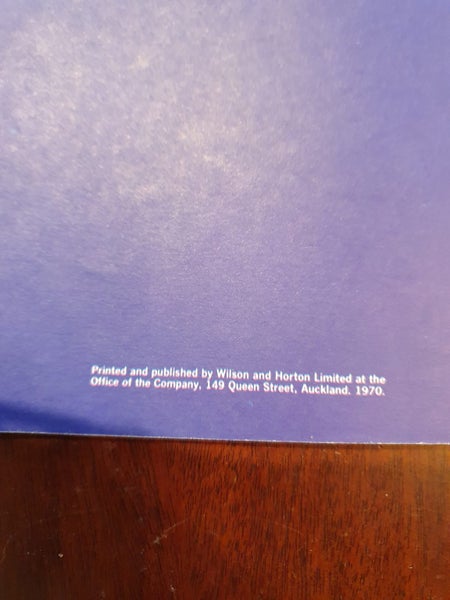 Printed and published by Wilson and Horton Limited at the
Office of the Company, 149 Queen Street, Auckland. 1970.